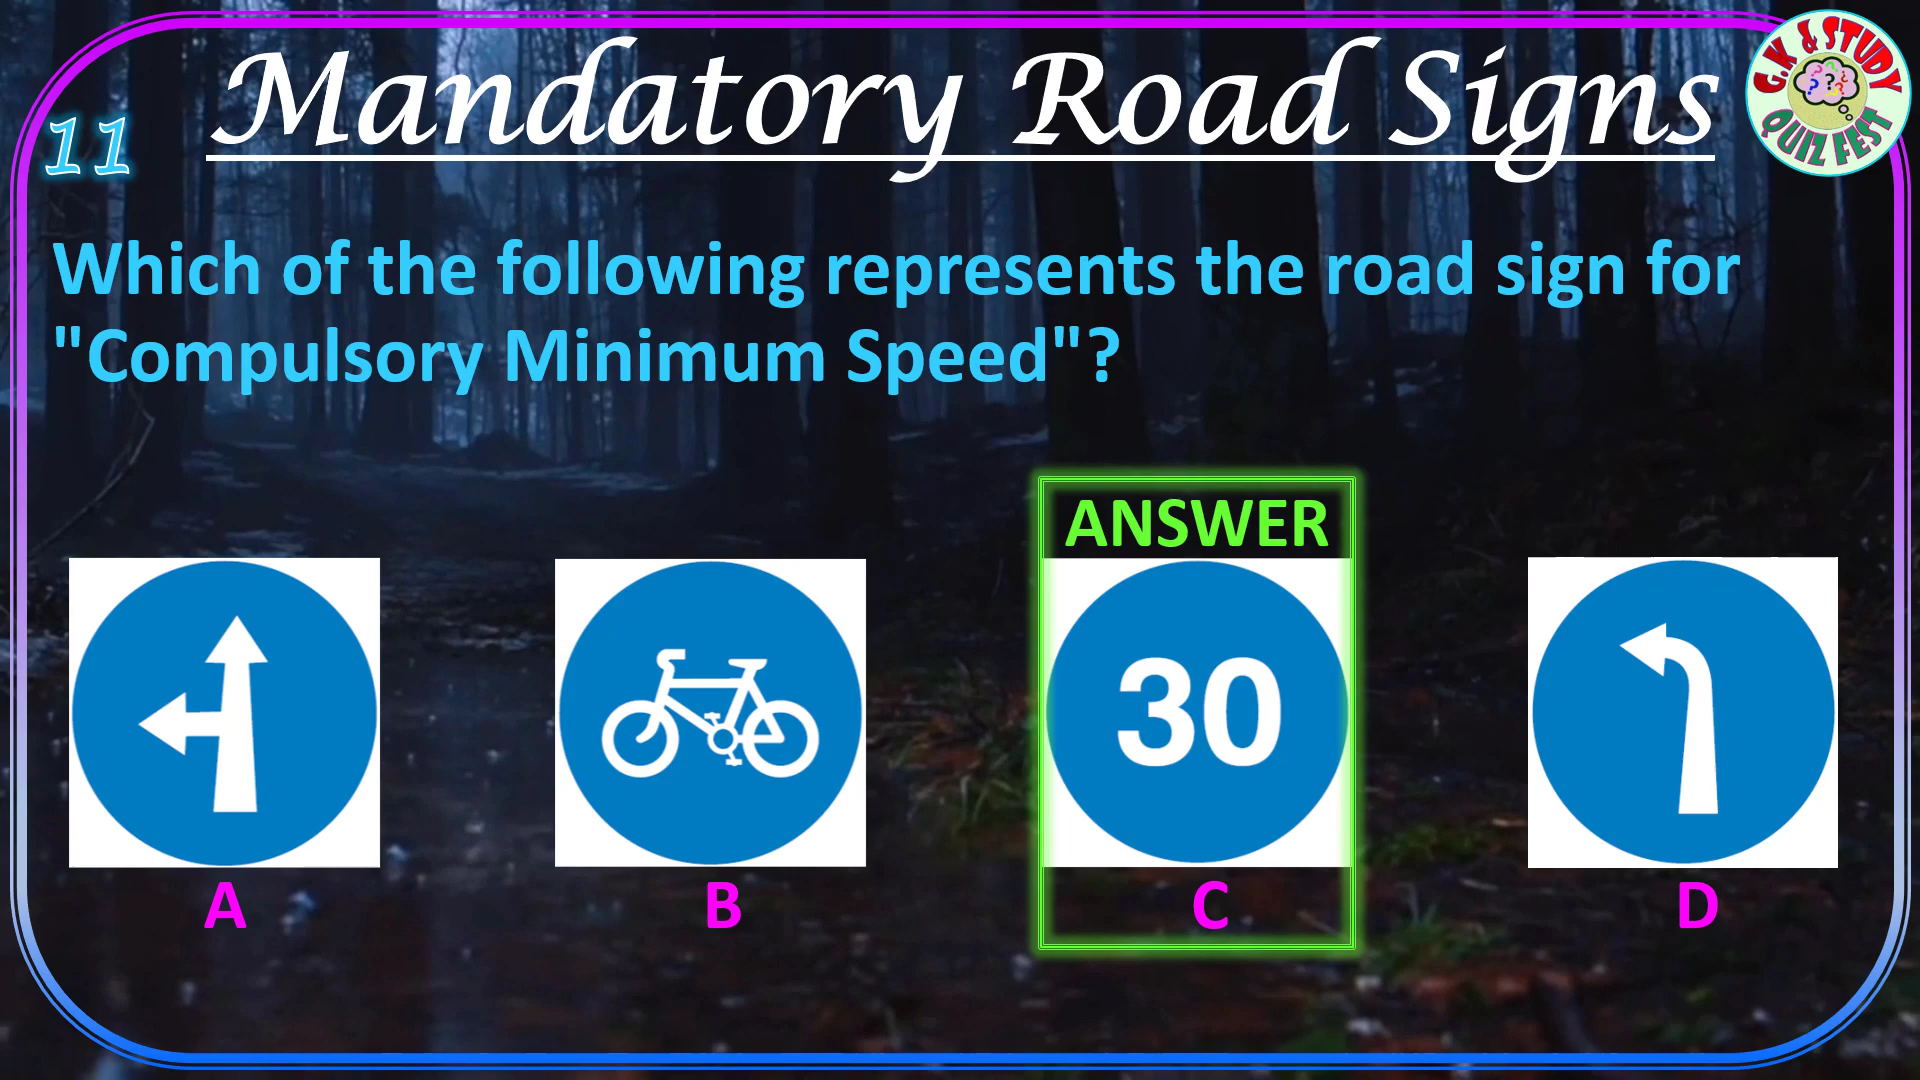 Mandatory Road Signs
G.K & STUDY
QUIZ FEST
11
Which of the following represents the road sign for
"Compulsory Minimum Speed"?
ANSWER
30
A
B
C
D